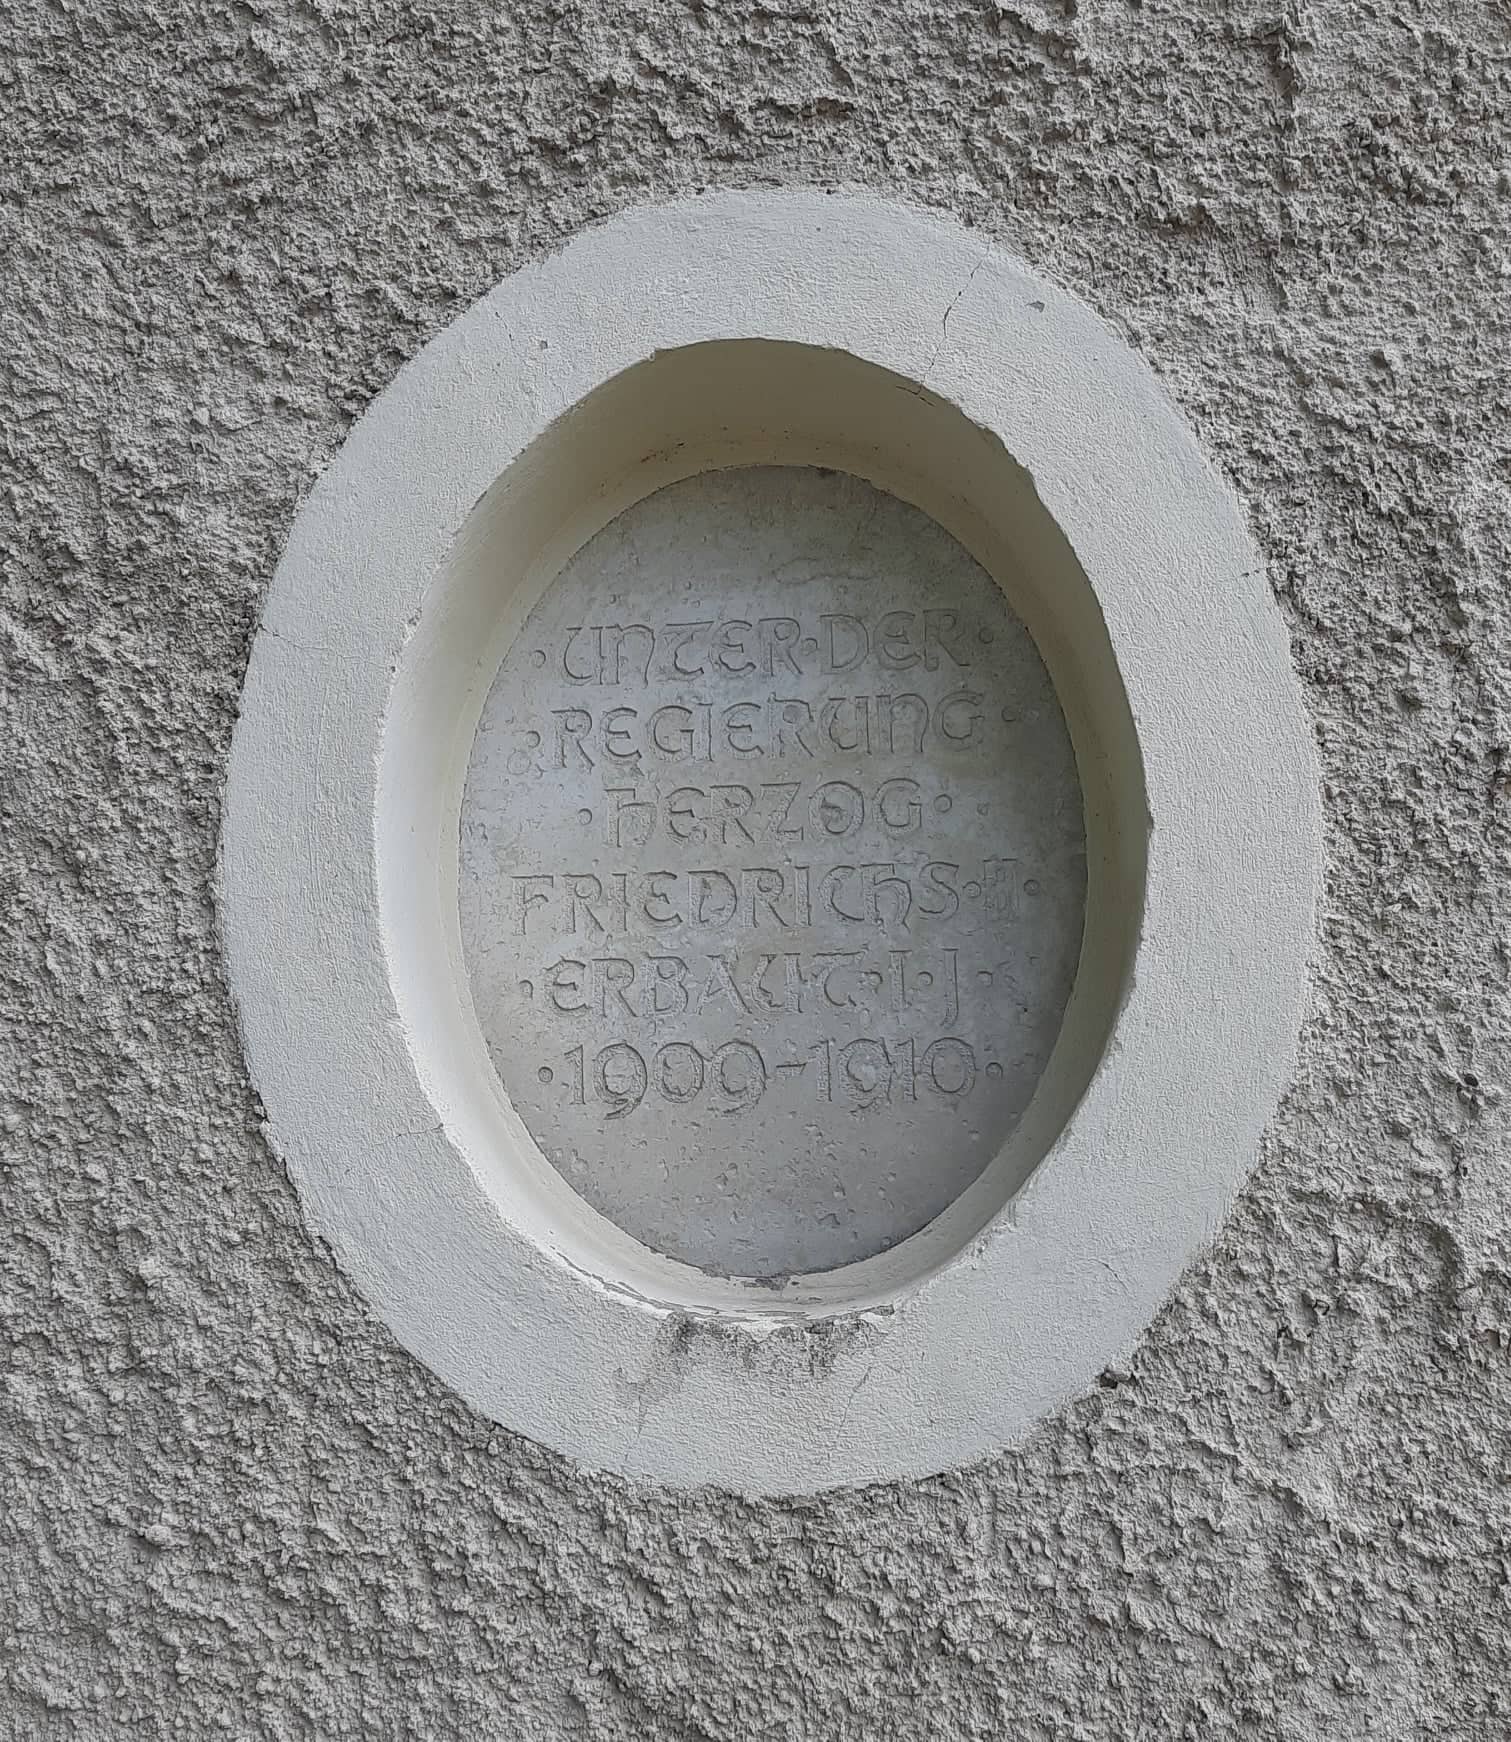 ·UNTER·DER·
·REGIERUNG·
·HERZOG·
FRIEDRICHS·II·
·ERBAUT·I·J·
·1909-1910·